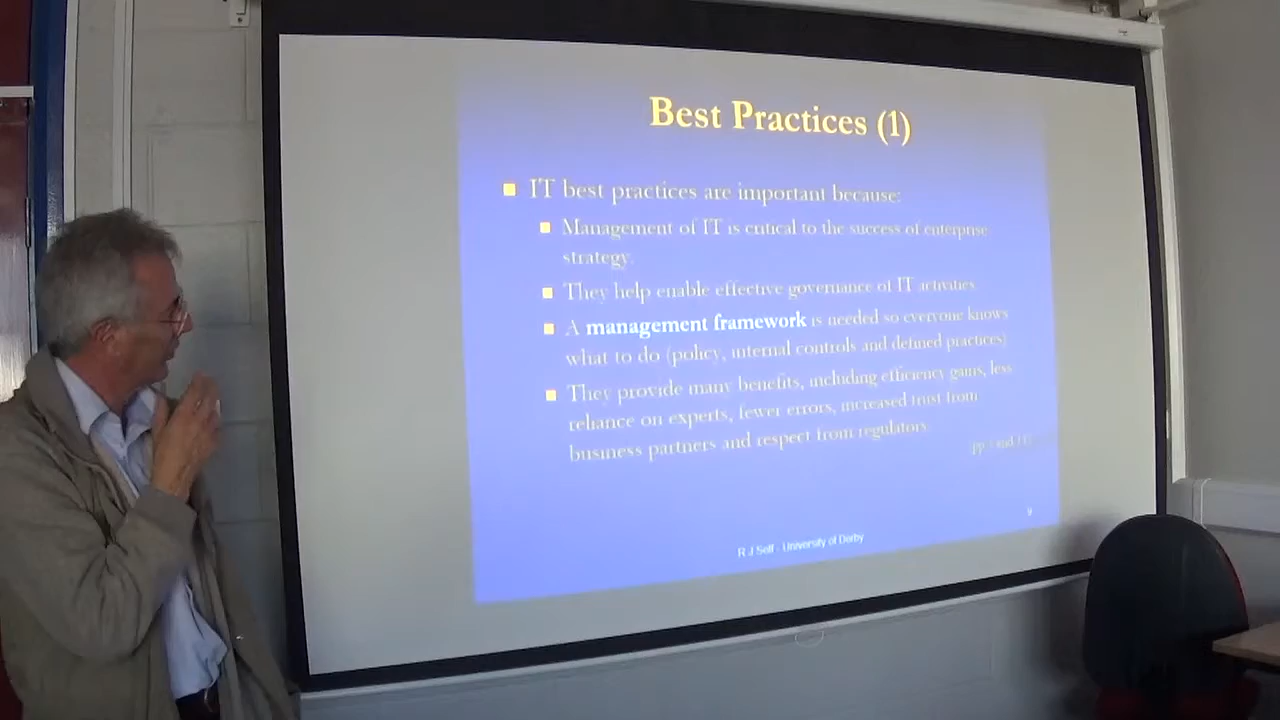 Best Practices (1)
IT best practices are important because:
Management of IT is critical to the success of enterprise
strategy.
They help enable effective governance of IT activities
A management framework is needed so everyone knows
what to do (policy, internal controls and defined practices)
They provide many benefits, including efficiency gains, less
reliance on experts, fewer errors, increased trust from
business partners and respect from regulators.
pp
9
R J Self - University of Derby